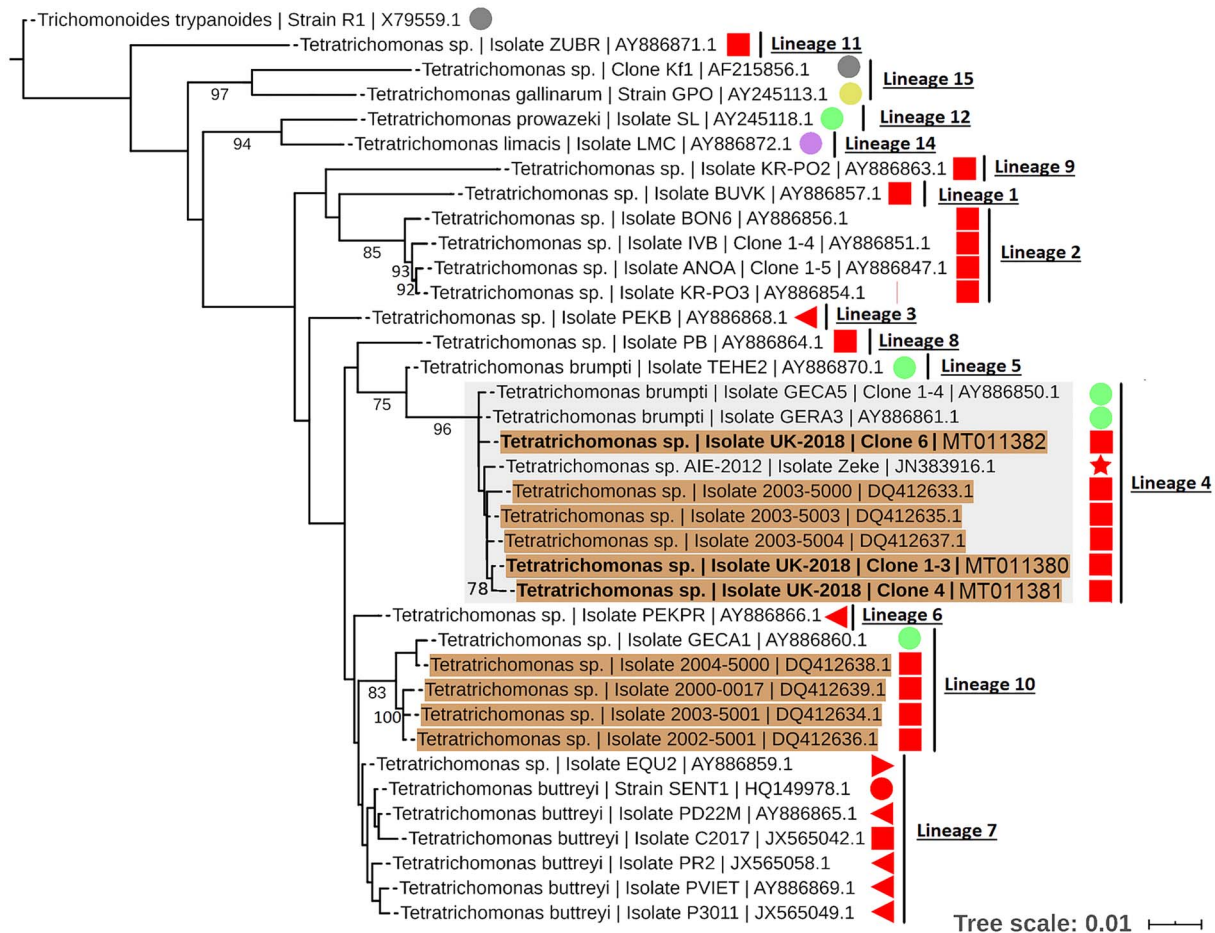 Trichomonoides trypanoides | Strain R1 | X79559.1
Tetratrichomonas sp. | Isolate ZUBR | AY886871.1 Lineage 11
Tetratrichomonas sp. | Clone Kf1 | AF215856.1
Lineage 15
97
Tetratrichomonas gallinarum | Strain GPO | AY245113.1
Tetratrichomonas prowazeki | Isolate SL | AY245118.1 Lineage 12
94
Tetratrichomonas limacis | Isolate LMC | AY886872.1 Lineage 14
Tetratrichomonas sp. | Isolate KR-PO2 | AY886863.1 Lineage 9
Tetratrichomonas sp. | Isolate BUVK | AY886857.1 Lineage 1
Tetratrichomonas sp. | Isolate BON6 | AY886856.1
85
Tetratrichomonas sp. | Isolate IVB | Clone 1-4 | AY886851.1
Lineage 2
93
Tetratrichomonas sp. | Isolate ANOA | Clone 1-5 | AY886847.1
92
Tetratrichomonas sp. | Isolate KR-PO3 | AY886854.1
Tetratrichomonas sp. | Isolate PEKB | AY886868.1 Lineage 3
Tetratrichomonas sp. | Isolate PB | AY886864.1 Lineage 8
Tetratrichomonas brumpti | Isolate TEHE2 | AY886870.1 Lineage 5
75
Tetratrichomonas brumpti | Isolate GECA5 | Clone 1-4 | AY886850.1
Tetratrichomonas brumpti | Isolate GERA3 | AY886861.1
96
Tetratrichomonas sp. | Isolate UK-2018 | Clone 6 | MT011382
Tetratrichomonas sp. AIE-2012 | Isolate Zeke | JN383916.1
Lineage 4
Tetratrichomonas sp. | Isolate 2003-5000 | DQ412633.1
Tetratrichomonas sp. | Isolate 2003-5003 | DQ412635.1
Tetratrichomonas sp. | Isolate 2003-5004 | DQ412637.1
Tetratrichomonas sp. | Isolate UK-2018 | Clone 1-3 | MT011380
78
Tetratrichomonas sp. | Isolate UK-2018 | Clone 4 | MT011381
Tetratrichomonas sp. | Isolate PEKPR | AY886866.1 Lineage 6
Tetratrichomonas sp. | Isolate GECA1 | AY886860.1
Tetratrichomonas sp. | Isolate 2004-5000 | DQ412638.1
Lineage 10
83
Tetratrichomonas sp. | Isolate 2000-0017 | DQ412639.1
100
Tetratrichomonas sp. | Isolate 2003-5001 | DQ412634.1
Tetratrichomonas sp. | Isolate 2002-5001 | DQ412636.1
Tetratrichomonas sp. | Isolate EQU2 | AY886859.1
Tetratrichomonas buttreyi | Strain SENT1 | HQ149978.1
Tetratrichomonas buttreyi | Isolate PD22M | AY886865.1
Lineage 7
Tetratrichomonas buttreyi | Isolate C2017 | JX565042.1
Tetratrichomonas buttreyi | Isolate PR2 | JX565058.1
Tetratrichomonas buttreyi | Isolate PVIET | AY886869.1
Tetratrichomonas buttreyi | Isolate P3011 | JX565049.1
Tree scale: 0.01